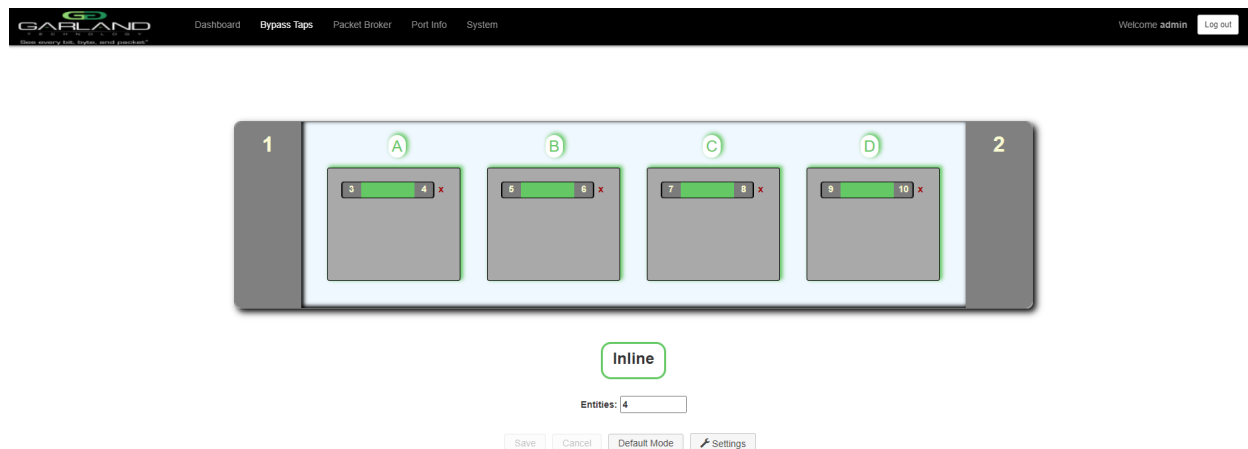 GARLAND
TECHNOLOGY
See every bit, byte, and packet®
Dashboard Bypass Taps Packet Broker Port Info System
Welcome admin Log out
1 A B C D 2
3 4 x 5 6 x 7 8 x 9 10 x
Inline
Entities: 4
Save Cancel Default Mode Settings